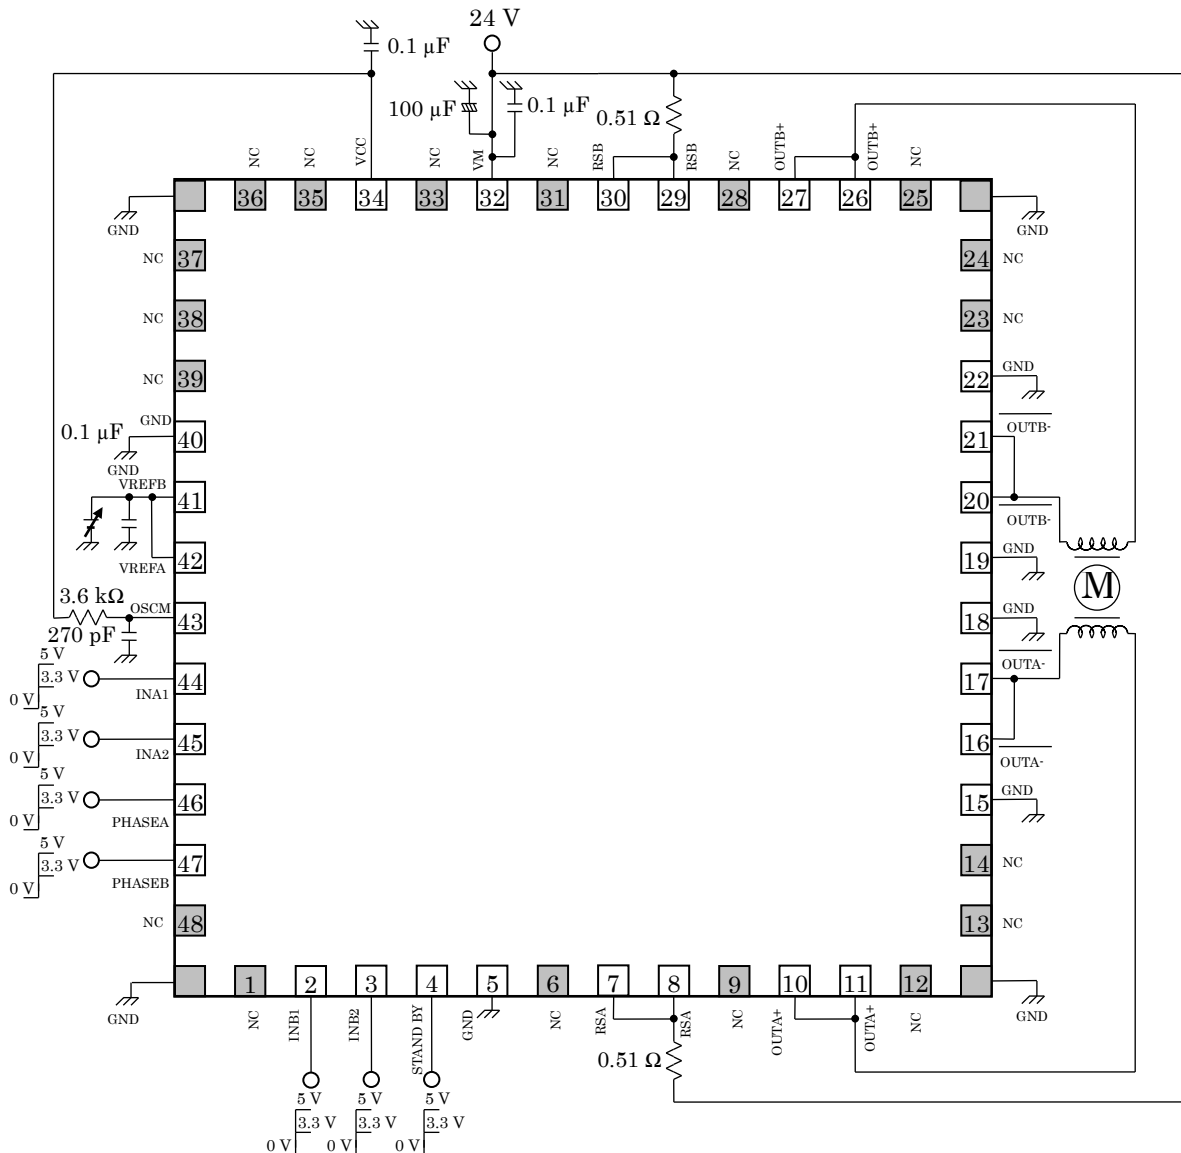 24 V
0.1 µF
100 µF
0.1 µF
0.51 Ω
NC
NC
VCC
NC
VM
NC
RSB
RSB
NC
OUTB+
OUTB+
NC
36
35
34
33
32
31
30
29
28
27
26
25
GND
GND
NC
37
24
NC
NC
38
23
NC
NC
39
22
GND
GND
0.1 µF
40
21
OUTB-
GND
VREFB
41
20
OUTB-
VREFA
42
19
GND
M
3.6 kΩ
OSCM
43
18
GND
270 pF
5 V
3.3 V
0 V
INA1
44
17
OUTA-
5 V
3.3 V
0 V
INA2
45
16
OUTA-
5 V
3.3 V
0 V
PHASEA
46
15
GND
5 V
3.3 V
0 V
PHASEB
47
14
NC
NC
48
13
NC
1
2
3
4
5
6
7
8
9
10
11
12
GND
GND
NC
INB1
INB2
STAND BY
GND
NC
RSA
RSA
NC
OUTA+
OUTA+
NC
0.51 Ω
5 V
3.3 V
0 V
5 V
3.3 V
0 V
5 V
3.3 V
0 V